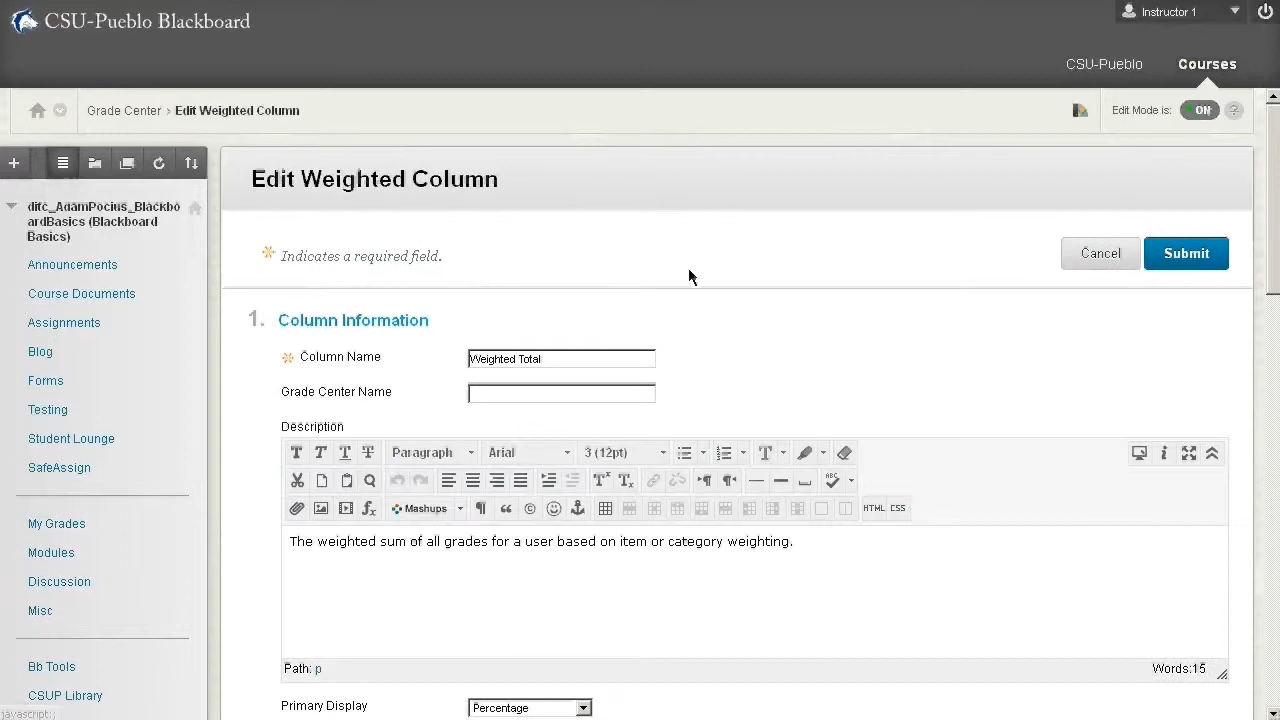 CSU-Pueblo Blackboard
Instructor 1
CSU-Pueblo
Courses
Grade Center > Edit Weighted Column
Edit Mode is: ON
ditc_AdamPocius_Blackbo
ardBasics (Blackboard
Basics)
Announcements
Course Documents
Assignments
Blog
Forms
Testing
Student Lounge
SafeAssign
My Grades
Modules
Discussion
Misc
Bb Tools
CSUP Library
javascript:;
Edit Weighted Column
Indicates a required field.
Cancel
Submit
1. Column Information
Column Name
Weighted Total
Grade Center Name
Description
Paragraph
Arial
3 (12pt)
Mashups
HTML
CSS
The weighted sum of all grades for a user based on item or category weighting.
Path: p
Words:15
Primary Display
Percentage